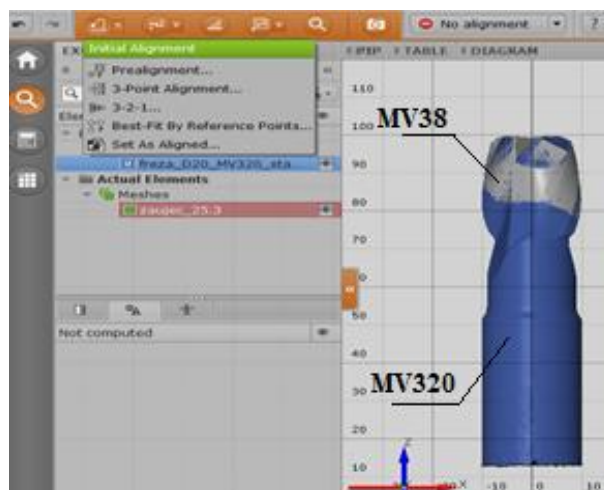 No alignment
?
Initial Alignment
Prealignment...
3-Point Alignment...
3-2-1...
Best-Fit By Reference Points...
Set As Aligned...
PIP TABLE DIAGRAM
freza_D20_MV320_sta
Actual Elements
Meshes
25.3
Not computed
110
100
90
80
70
50
40
30
20
10
MV38
MV320
Z
X
-10
0
10